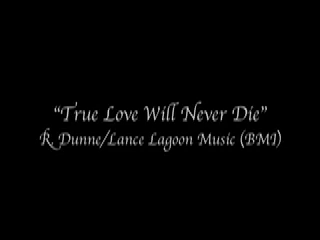 “True Love Will Never Die”
R. Dunne/Lance Lagoon Music (BMI)